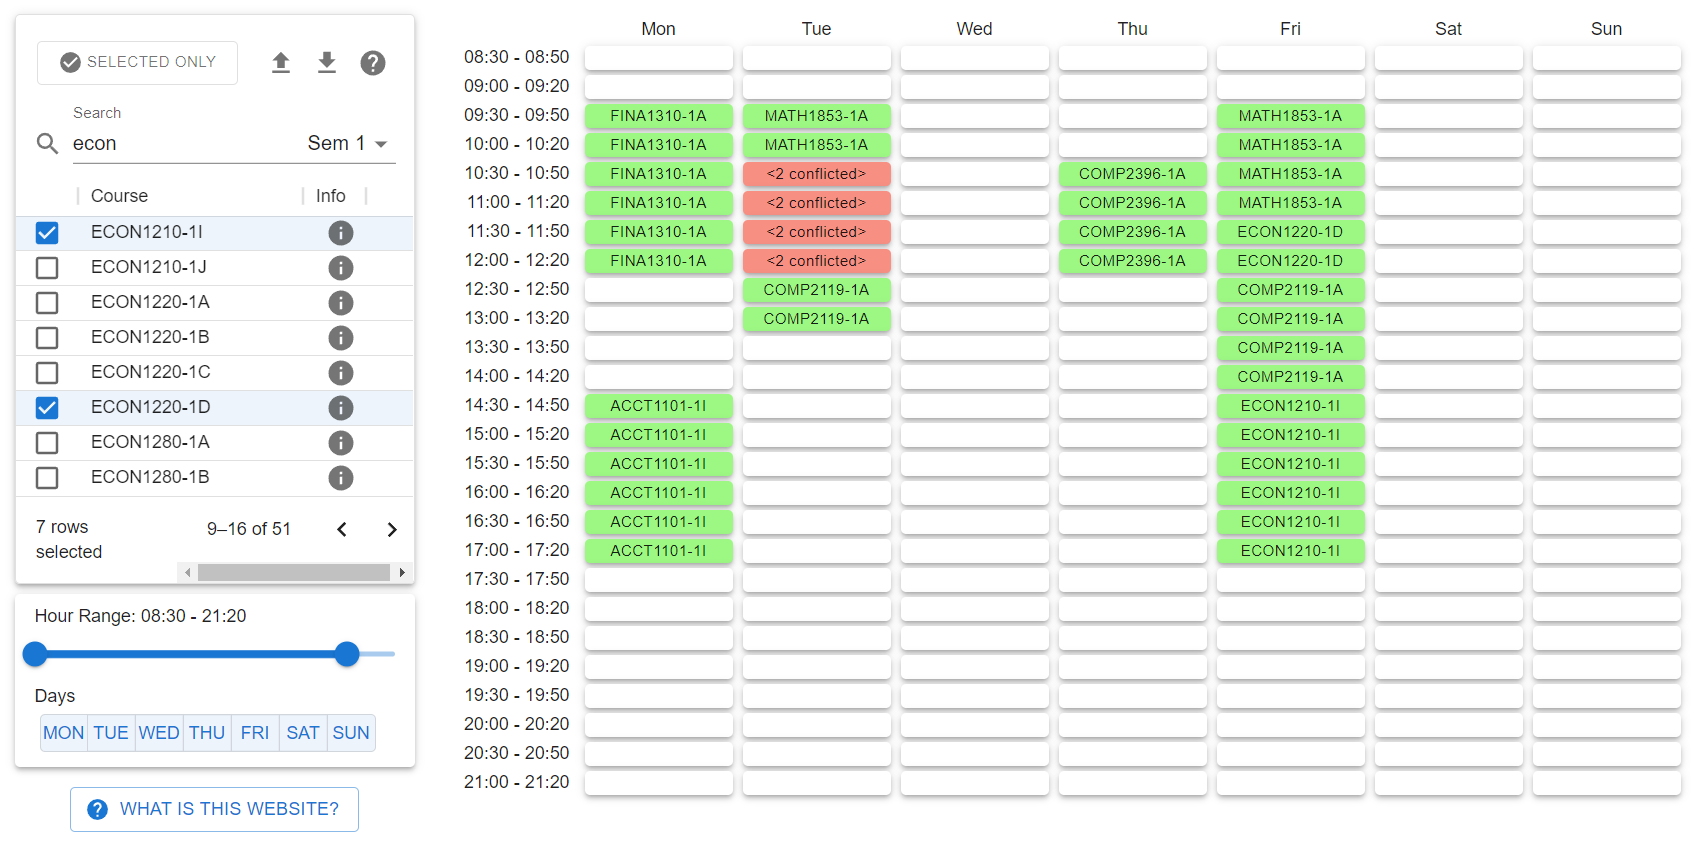 SELECTED ONLY
Search
econ Sem 1
Course Info
ECON1210-1I
ECON1210-1J
ECON1220-1A
ECON1220-1B
ECON1220-1C
ECON1220-1D
ECON1280-1A
ECON1280-1B
7 rows selected 9–16 of 51
Hour Range: 08:30 - 21:20
Days
MON TUE WED THU FRI SAT SUN
WHAT IS THIS WEBSITE?
Mon Tue Wed Thu Fri Sat Sun
08:30 - 08:50
09:00 - 09:20
09:30 - 09:50 FINA1310-1A MATH1853-1A MATH1853-1A
10:00 - 10:20 FINA1310-1A MATH1853-1A MATH1853-1A
10:30 - 10:50 FINA1310-1A <2 conflicted> COMP2396-1A MATH1853-1A
11:00 - 11:20 FINA1310-1A <2 conflicted> COMP2396-1A MATH1853-1A
11:30 - 11:50 FINA1310-1A <2 conflicted> COMP2396-1A ECON1220-1D
12:00 - 12:20 FINA1310-1A <2 conflicted> COMP2396-1A ECON1220-1D
12:30 - 12:50 COMP2119-1A COMP2119-1A
13:00 - 13:20 COMP2119-1A COMP2119-1A
13:30 - 13:50 COMP2119-1A
14:00 - 14:20 COMP2119-1A
14:30 - 14:50 ACCT1101-1I ECON1210-1I
15:00 - 15:20 ACCT1101-1I ECON1210-1I
15:30 - 15:50 ACCT1101-1I ECON1210-1I
16:00 - 16:20 ACCT1101-1I ECON1210-1I
16:30 - 16:50 ACCT1101-1I ECON1210-1I
17:00 - 17:20 ACCT1101-1I ECON1210-1I
17:30 - 17:50
18:00 - 18:20
18:30 - 18:50
19:00 - 19:20
19:30 - 19:50
20:00 - 20:20
20:30 - 20:50
21:00 - 21:20